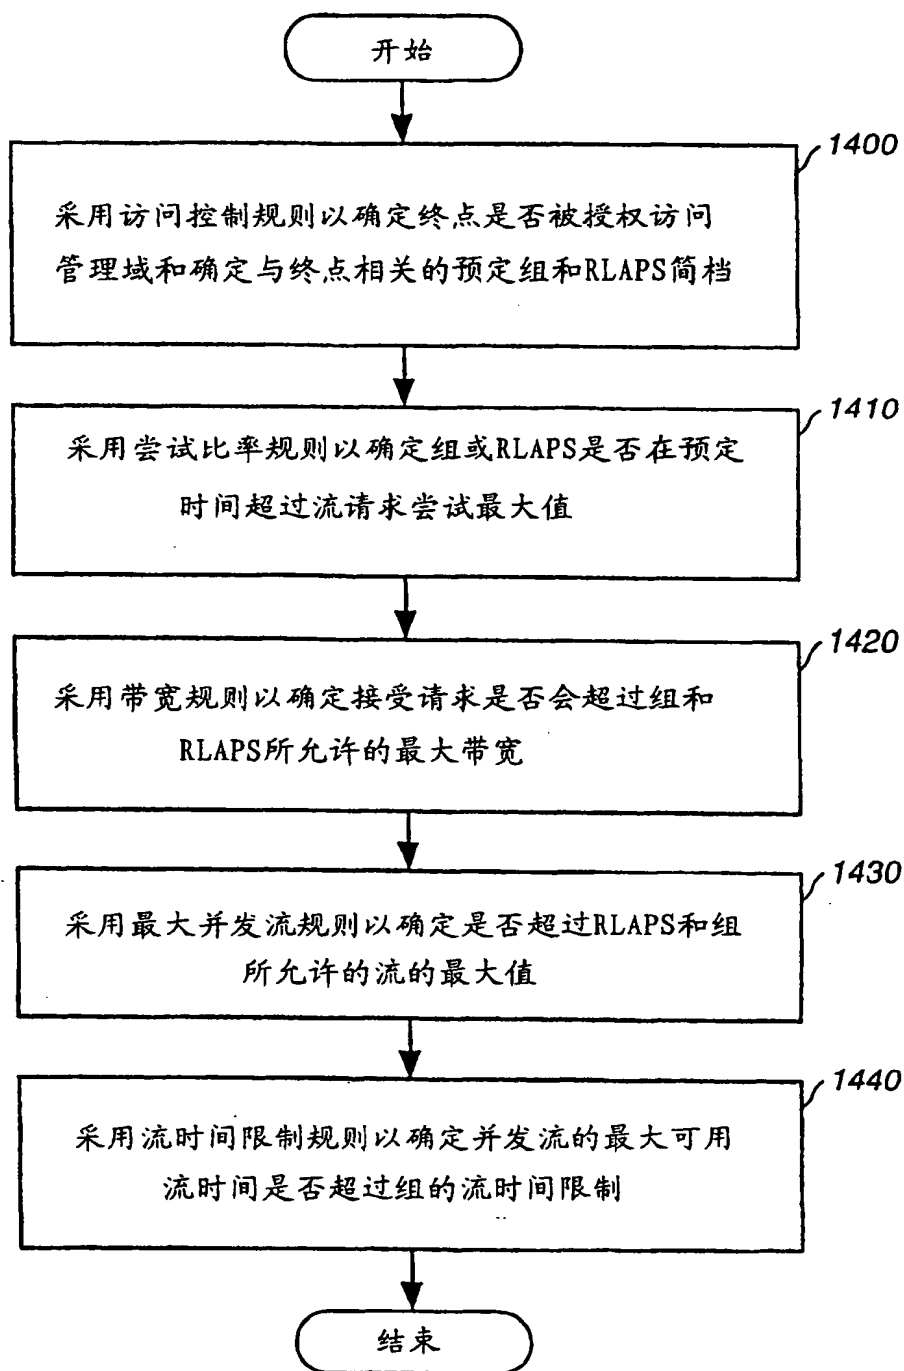 开始
1400
采用访问控制规则以确定终点是否被授权访问
管理域和确定与终点相关的预定组和RLAPS简档
1410
采用尝试比率规则以确定组或RLAPS是否在预定
时间超过流请求尝试最大值
1420
采用带宽规则以确定接受请求是否会超过组和
RLAPS所允许的最大带宽
1430
采用最大并发流规则以确定是否超过RLAPS和组
所允许的流的最大值
1440
采用流时间限制规则以确定并发流的最大可用
流时间是否超过组的流时间限制
结束